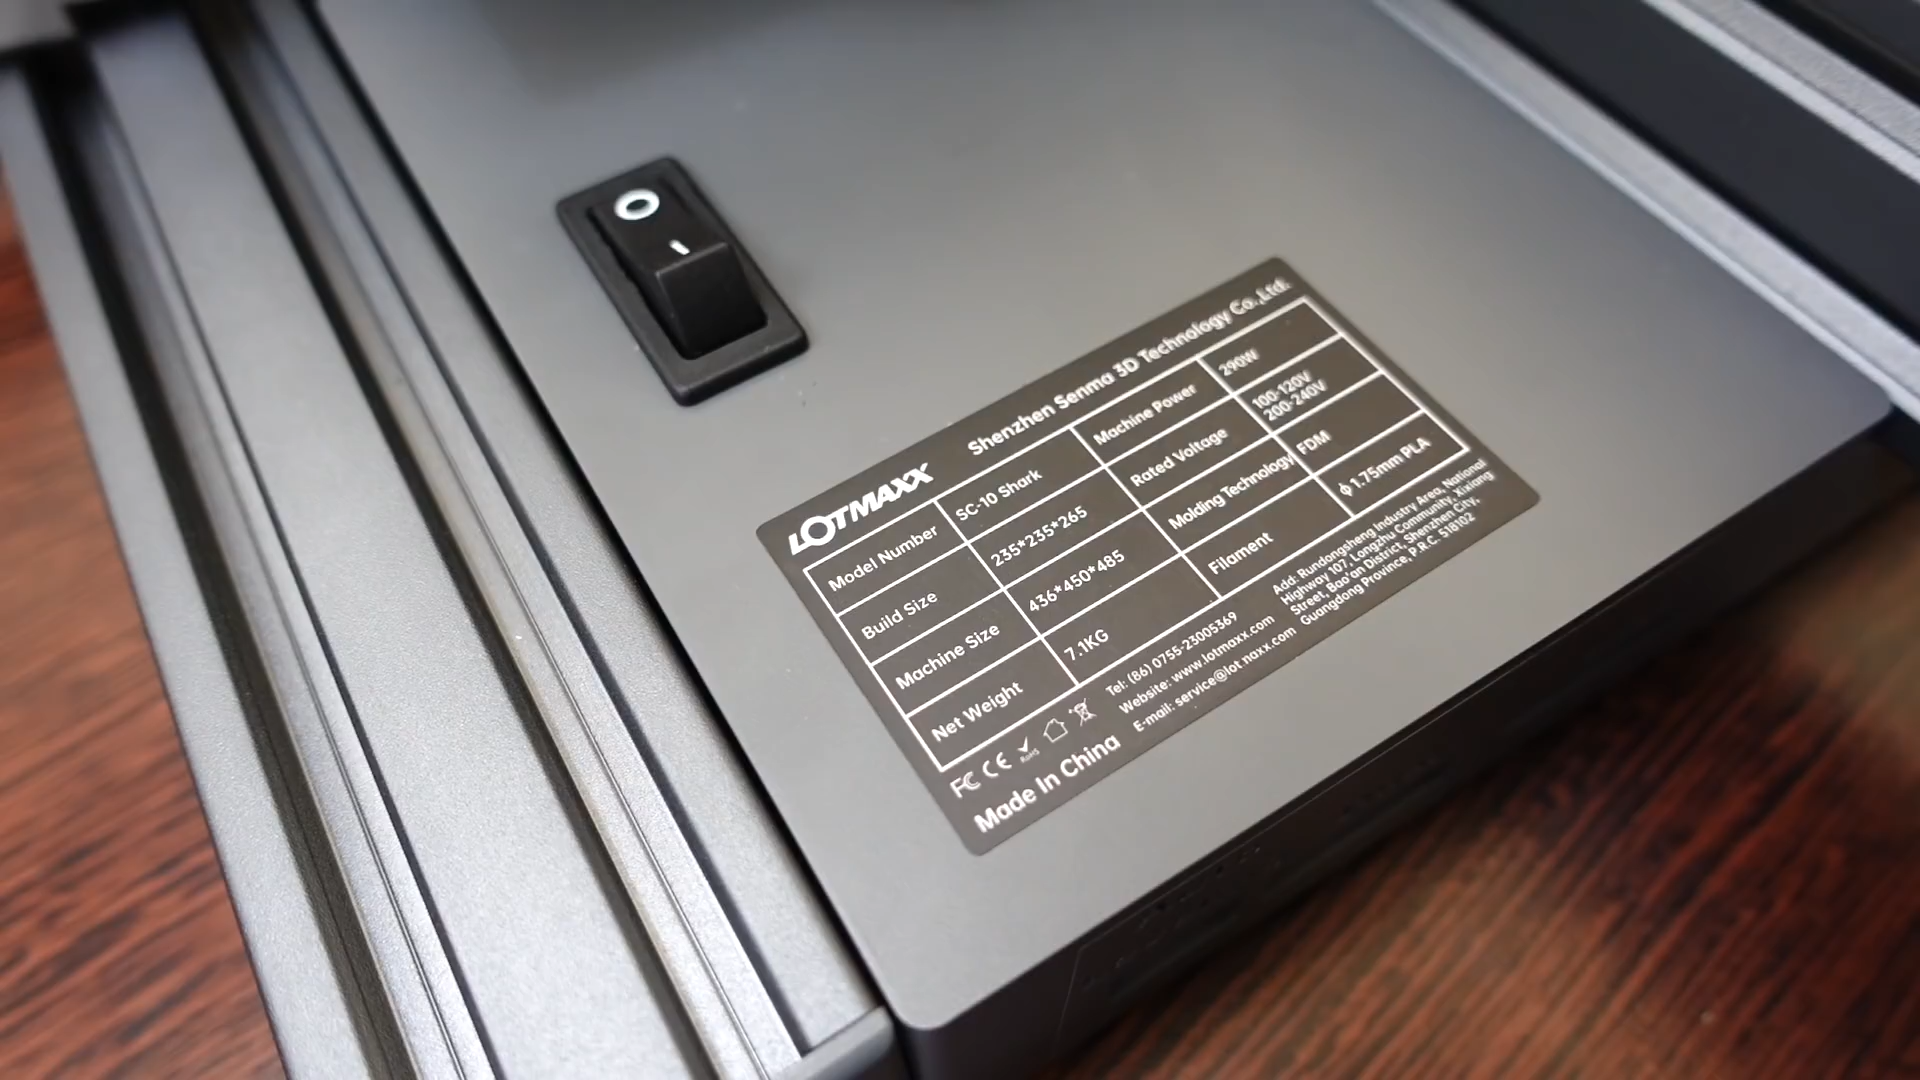 LOTMAXX Shenzhen Senma 3D Technology Co.,Ltd.
Model Number SC-10 Shark Machine Power 290W
Build Size 235*235*265 Rated Voltage 100-120V
200-240V
Machine Size 436*450*485 Molding Technology FDM
Net Weight 7.1KG Filament ϕ1.75mm PLA
FC CE RoHS
Made In China
Tel: (86) 0755-23005369
Website: www.lotmaxx.com
E-mail: service@lotmaxx.com
Add: Rundongsheng Industry Area, National
Highway 107, Longzhu Community, Xixiang
Street, Bao'an District, Shenzhen City,
Guangdong Province, P.R.C. 518102